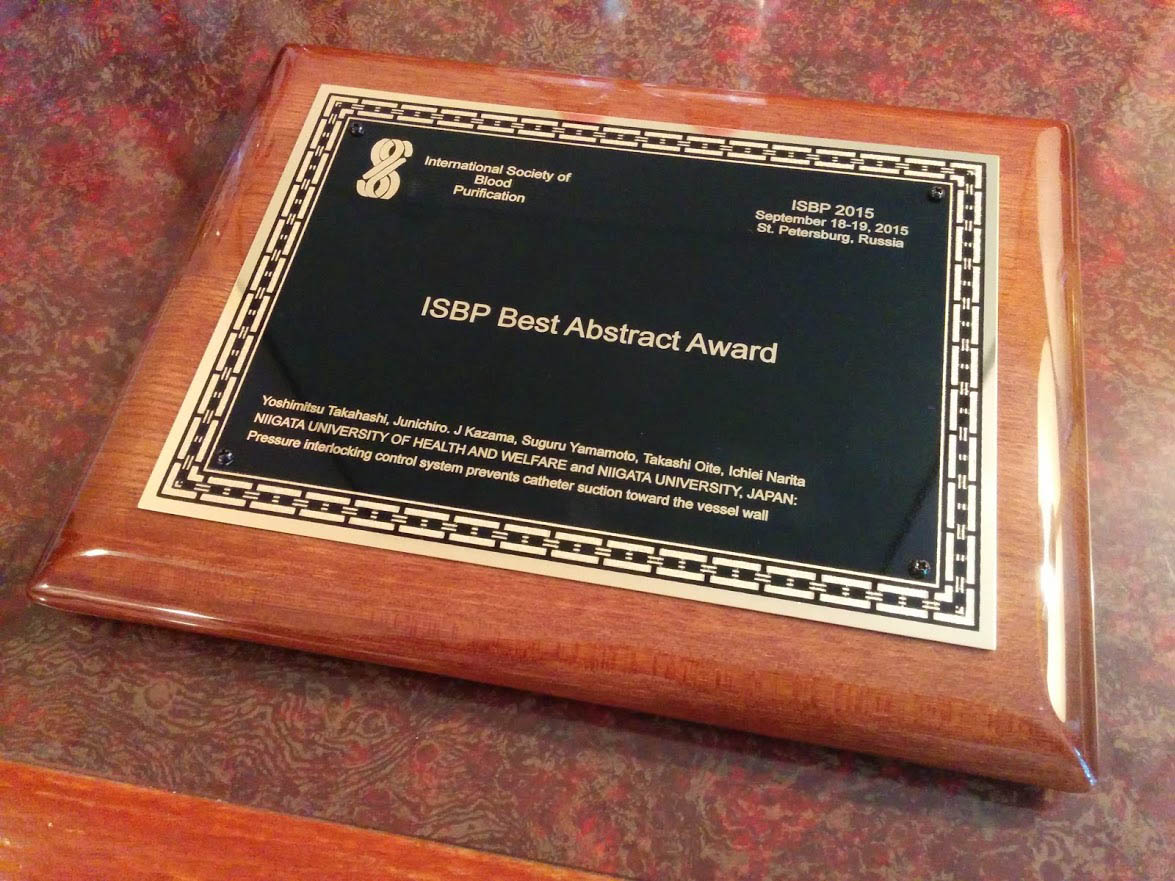 International Society of
Blood
Purification
ISBP 2015
September 18-19, 2015
St. Petersburg, Russia
ISBP Best Abstract Award
Yoshimitsu Takahashi, Junichiro. J Kazama, Suguru Yamamoto, Takashi Oite, Ichiei Narita
NIIGATA UNIVERSITY OF HEALTH AND WELFARE and NIIGATA UNIVERSITY, JAPAN:
Pressure interlocking control system prevents catheter suction toward the vessel wall